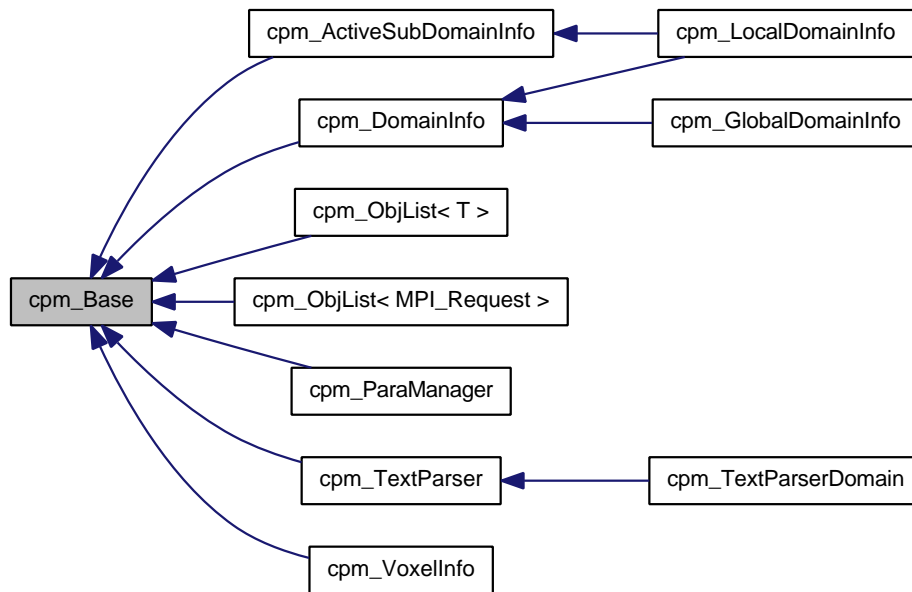 cpm_ActiveSubDomainInfo
cpm_LocalDomainInfo
cpm_DomainInfo
cpm_GlobalDomainInfo
cpm_ObjList< T >
cpm_Base
cpm_ObjList< MPI_Request >
cpm_ParaManager
cpm_TextParser
cpm_TextParserDomain
cpm_VoxelInfo